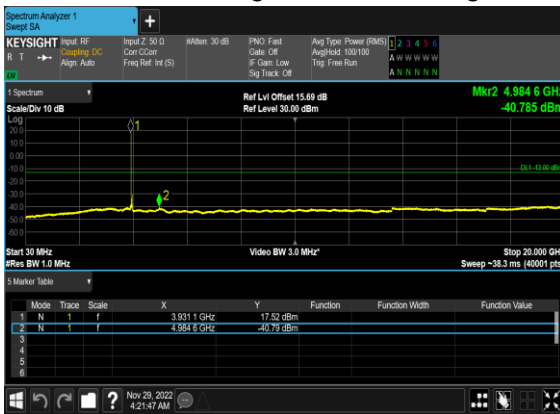 Spectrum Analyzer 1
Swept SA
KEYSIGHT
R T
LV
Input: RF
Coupling: DC
Align: Auto
Input Z: 50 Ω
Corr CCorr
Freq Ref: Int (S)
#Atten: 30 dB
PNO: Fast
Gate: Off
IF Gain: Low
Sig Track: Off
Avg Type: Power (RMS)
Avg|Hold: 100/100
Trig: Free Run
1 2 3 4 5 6
A W W W W W
A N N N N N
1 Spectrum
Scale/Div 10 dB
Ref Lvl Offset 15.69 dB
Ref Level 30.00 dBm
Mkr2 4.984 6 GHz
-40.785 dBm
Log
20.0
10.0
0.00
-10.0
-20.0
-30.0
-40.0
-50.0
-60.0
1
2
DL1 -13.00 dBm
Start 30 MHz
#Res BW 1.0 MHz
Video BW 3.0 MHz*
Stop 20.000 GHz
Sweep ~38.3 ms (40001 pts)
5 Marker Table
Mode Trace Scale X Y Function Function Width Function Value
1 N 1 f 3.931 1 GHz 17.52 dBm
2 N 1 f 4.984 6 GHz -40.79 dBm
3
4
5
6
?
Nov 29, 2022
4:21:47 AM